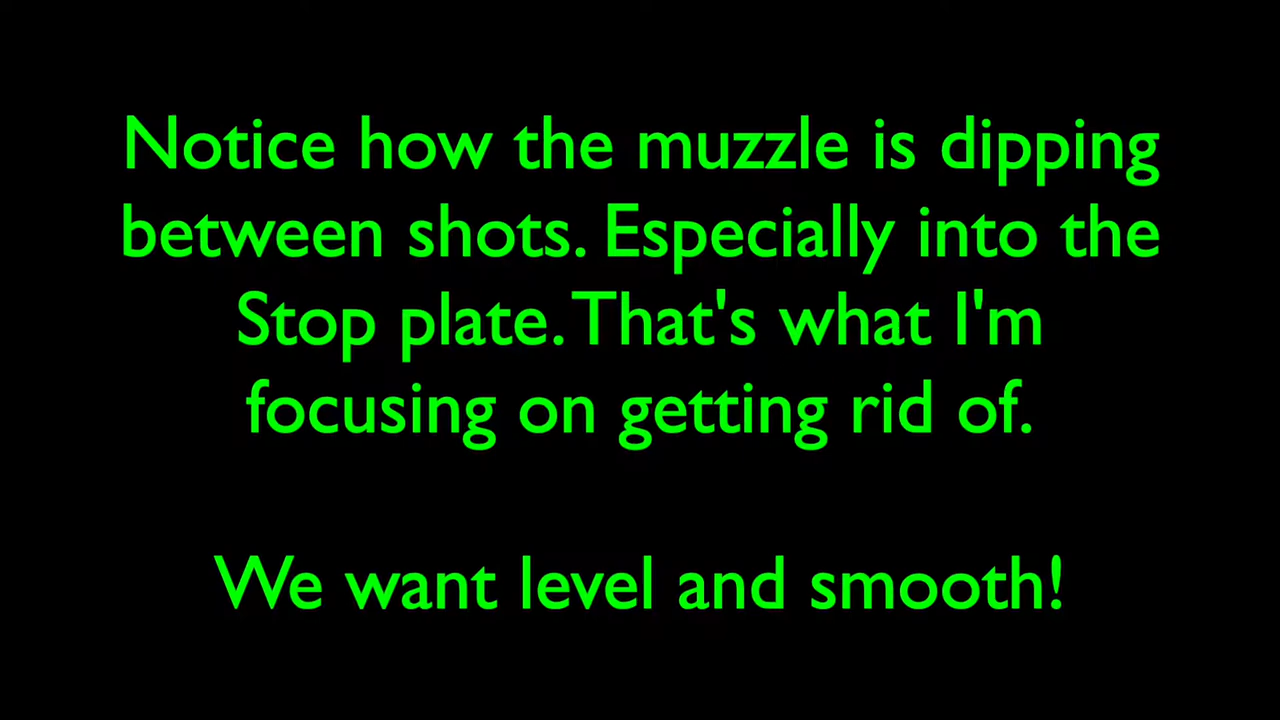 Notice how the muzzle is dipping
between shots. Especially into the
Stop plate. That's what I'm
focusing on getting rid of.
We want level and smooth!